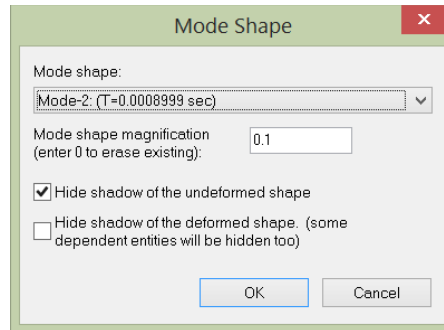 Mode Shape
Mode shape:
Mode-2: (T=0.0008999 sec)
Mode shape magnification
(enter 0 to erase existing):
0.1
Hide shadow of the undeformed shape
Hide shadow of the deformed shape. (some
dependent entities will be hidden too)
OK
Cancel